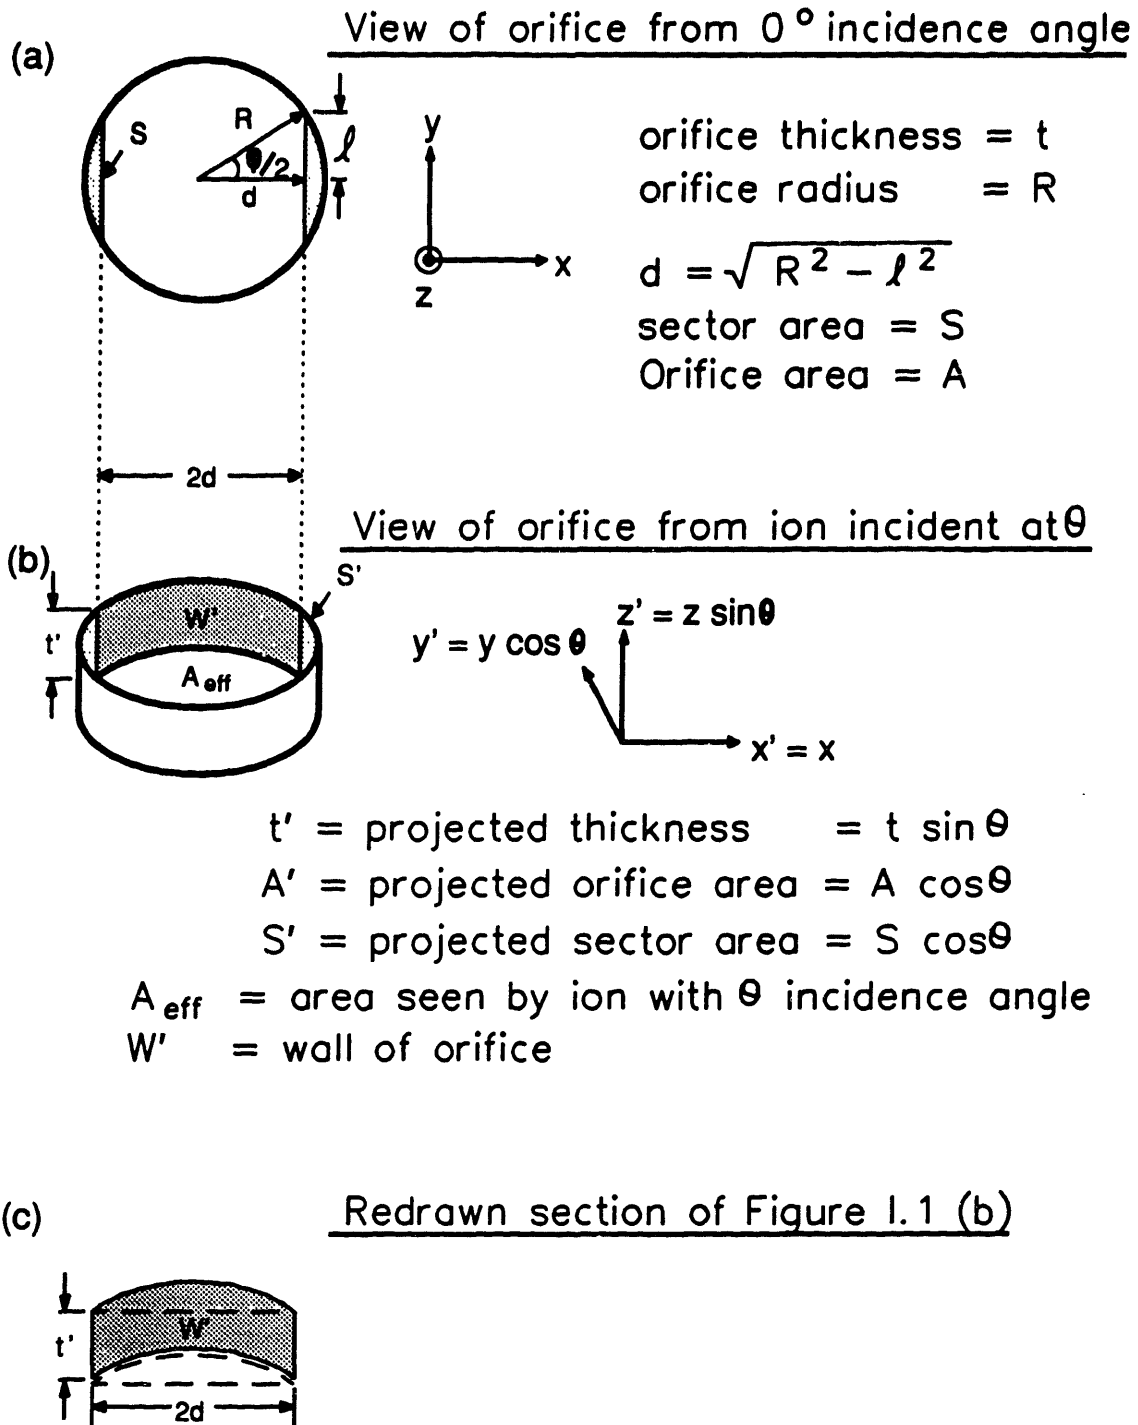 (a)
View of orifice from 0° incidence angle
S
R
θ/2
d
ℓ
y
x
z
orifice thickness = t
orifice radius = R
d = √R² − ℓ²
sector area = S
Orifice area = A
2d
(b)
View of orifice from ion incident at θ
S'
t'
W'
A eff
z' = z sinθ
y' = y cos θ
x' = x
t' = projected thickness = t sin θ
A' = projected orifice area = A cosθ
S' = projected sector area = S cosθ
A eff = area seen by ion with θ incidence angle
W' = wall of orifice
(c)
Redrawn section of Figure I.1 (b)
t'
W'
2d